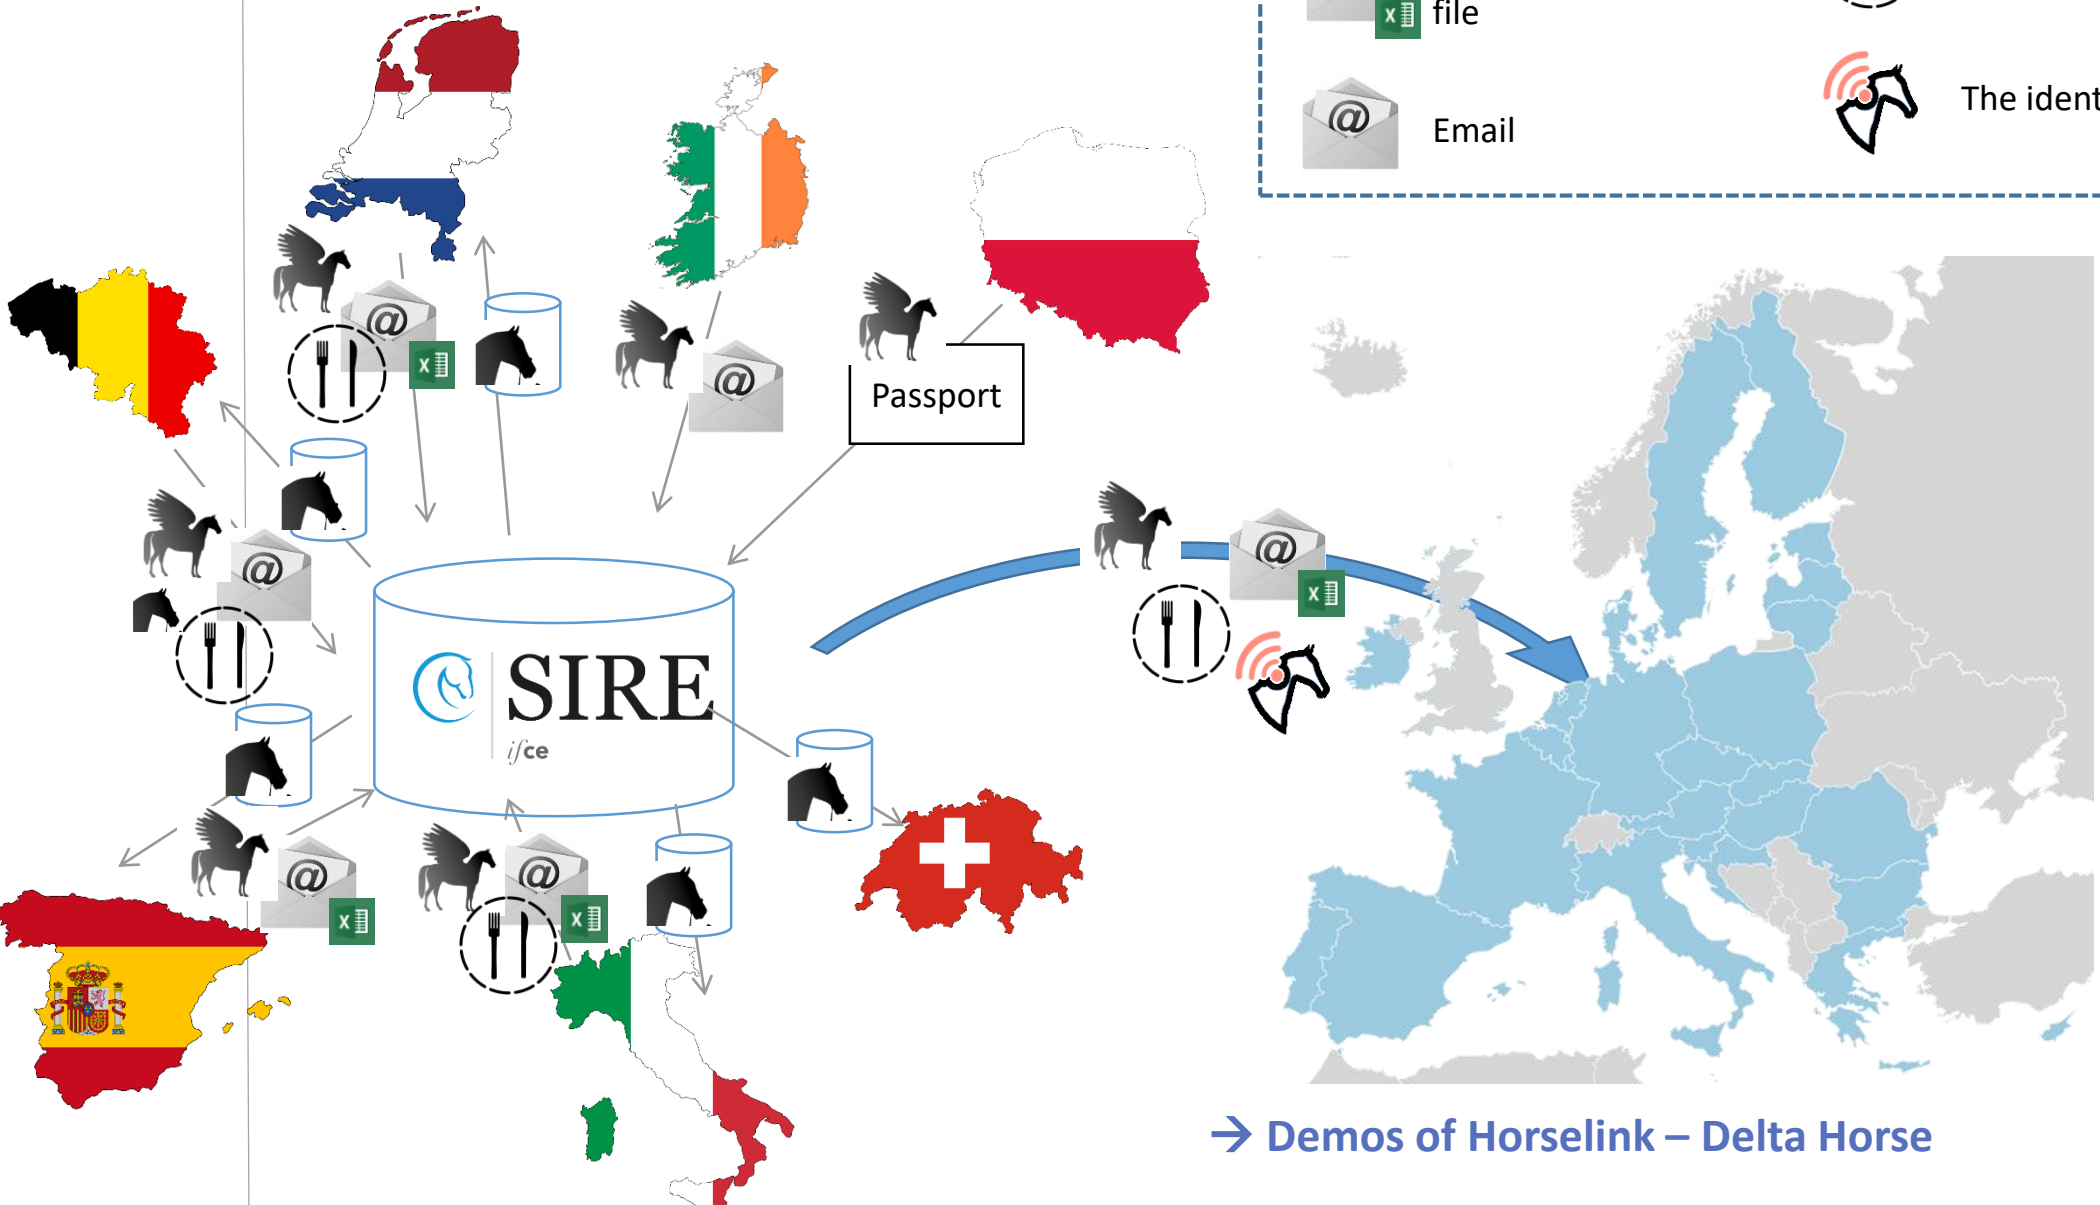 file
Email
The ident
Passport
SIRE
ifce
→ Demos of Horselink – Delta Horse